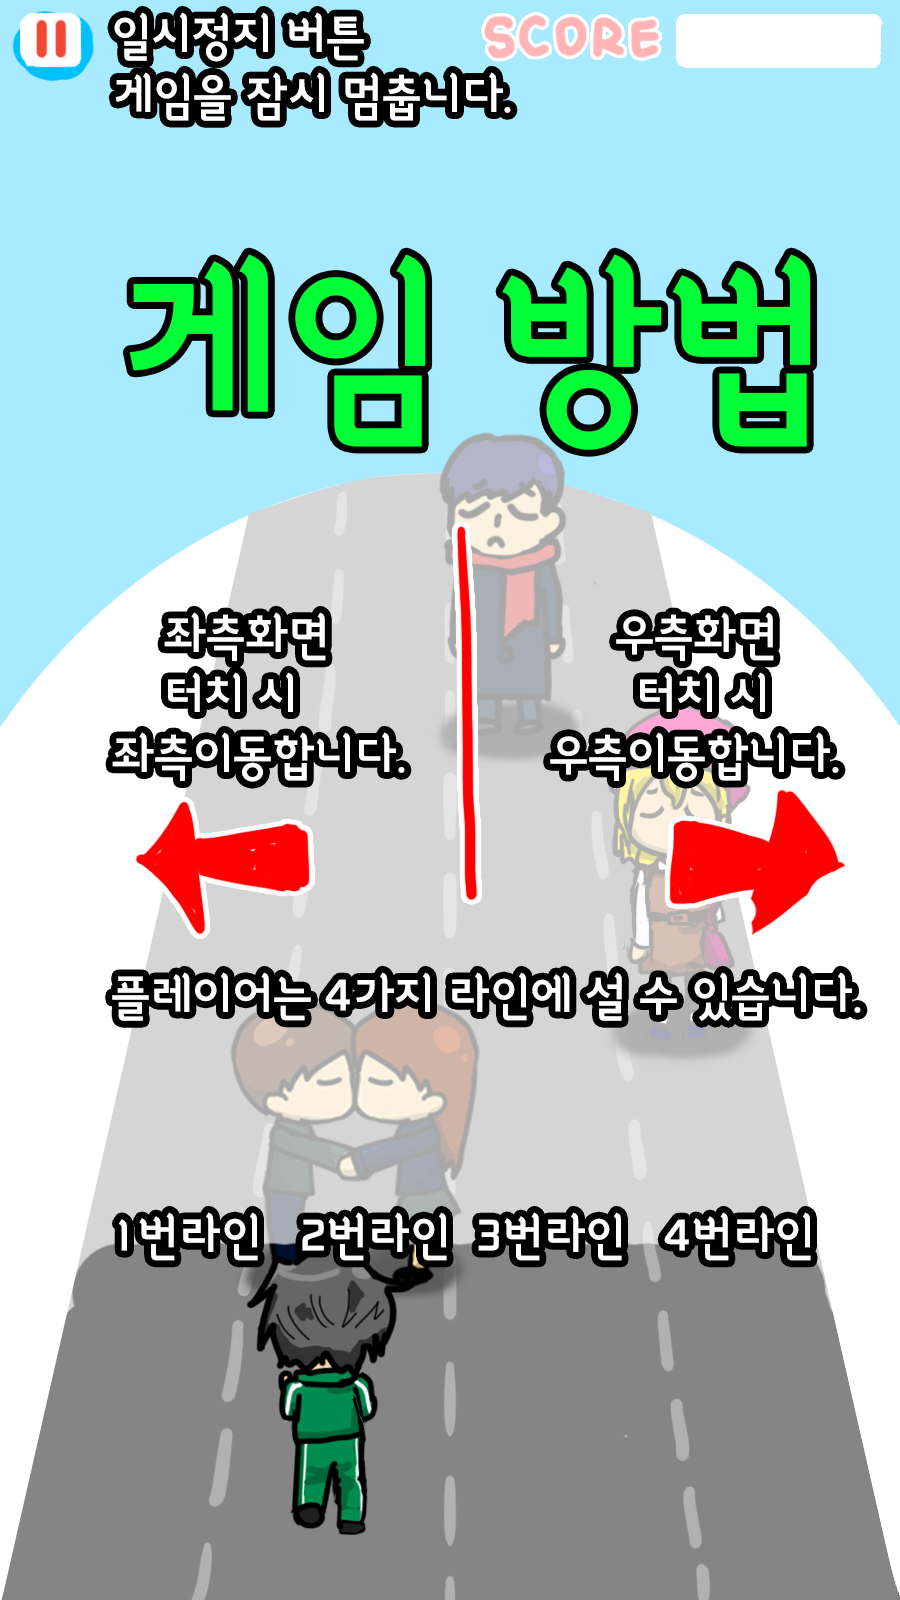 일시정지 버튼
게임을 잠시 멈춥니다.
SCORE
게임 방법
좌측화면
터치 시
좌측이동합니다.
우측화면
터치 시
우측이동합니다.
플레이어는 4가지 라인에 설 수 있습니다.
1번라인 2번라인 3번라인 4번라인